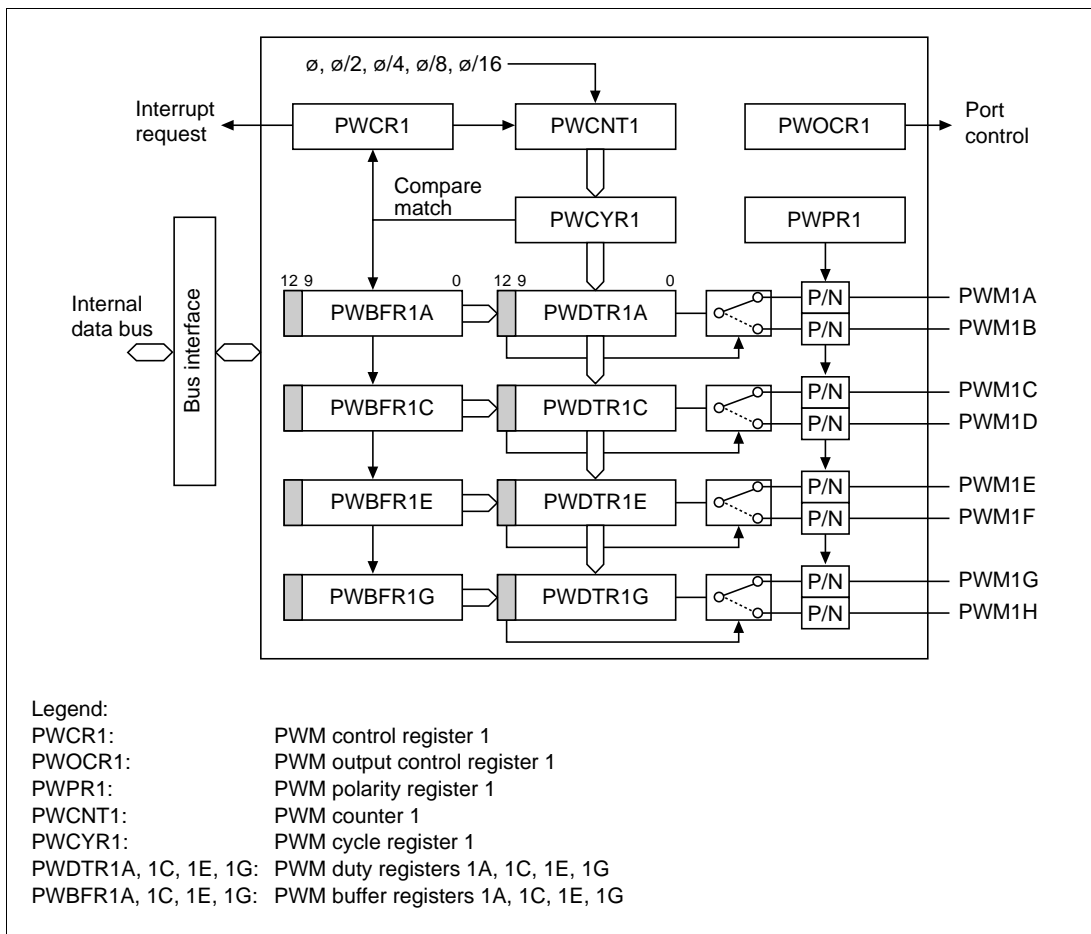 ø, ø/2, ø/4, ø/8, ø/16
Interrupt
request
PWCR1
PWCNT1
PWOCR1
Port
control
Compare
match
PWCYR1
PWPR1
Internal
data bus
Bus interface
12 9 0
12 9 0
PWBFR1A
PWDTR1A
P/N
PWM1A
P/N
PWM1B
PWBFR1C
PWDTR1C
P/N
PWM1C
P/N
PWM1D
PWBFR1E
PWDTR1E
P/N
PWM1E
P/N
PWM1F
PWBFR1G
PWDTR1G
P/N
PWM1G
P/N
PWM1H
Legend:
PWCR1: PWM control register 1
PWOCR1: PWM output control register 1
PWPR1: PWM polarity register 1
PWCNT1: PWM counter 1
PWCYR1: PWM cycle register 1
PWDTR1A, 1C, 1E, 1G: PWM duty registers 1A, 1C, 1E, 1G
PWBFR1A, 1C, 1E, 1G: PWM buffer registers 1A, 1C, 1E, 1G